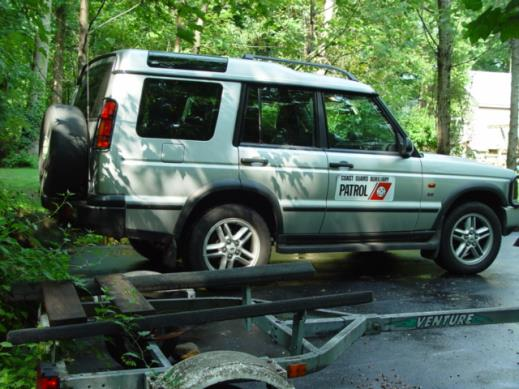 COAST GUARD AUXILIARY
PATROL
VENTURE